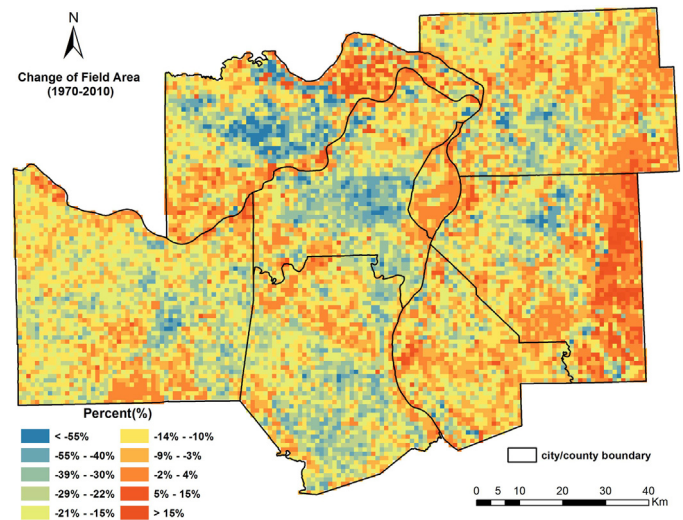 N
Change of Field Area
(1970-2010)
Percent(%)
< -55%
-55% - -40%
-39% - -30%
-29% - -22%
-21% - -15%
-14% - -10%
-9% - -3%
-2% - 4%
5% - 15%
> 15%
city/county boundary
0 5 10 20 30 40
Km